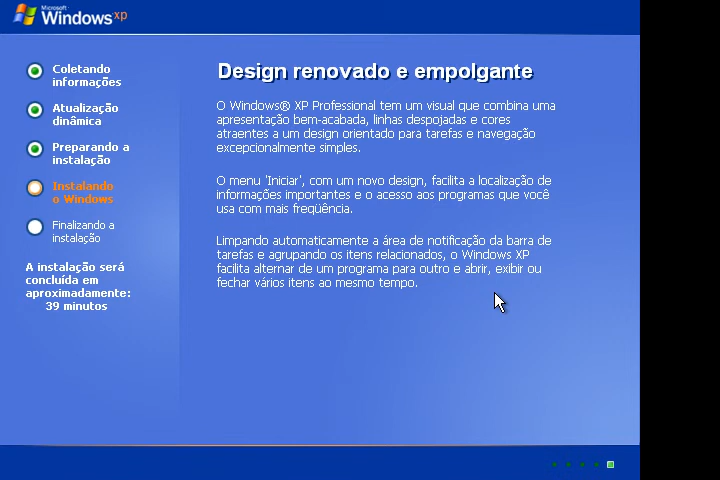 Microsoft
Windows xp
Coletando
informações
Atualização
dinâmica
Preparando a
instalação
Instalando
o Windows
Finalizando a
instalação
A instalação será
concluída em
aproximadamente:
39 minutos
Design renovado e empolgante
O Windows® XP Professional tem um visual que combina uma
apresentação bem-acabada, linhas despojadas e cores
atraentes a um design orientado para tarefas e navegação
excepcionalmente simples.
O menu 'Iniciar', com um novo design, facilita a localização de
informações importantes e o acesso aos programas que você
usa com mais freqüência.
Limpando automaticamente a área de notificação da barra de
tarefas e agrupando os itens relacionados, o Windows XP
facilita alternar de um programa para outro e abrir, exibir ou
fechar vários itens ao mesmo tempo.